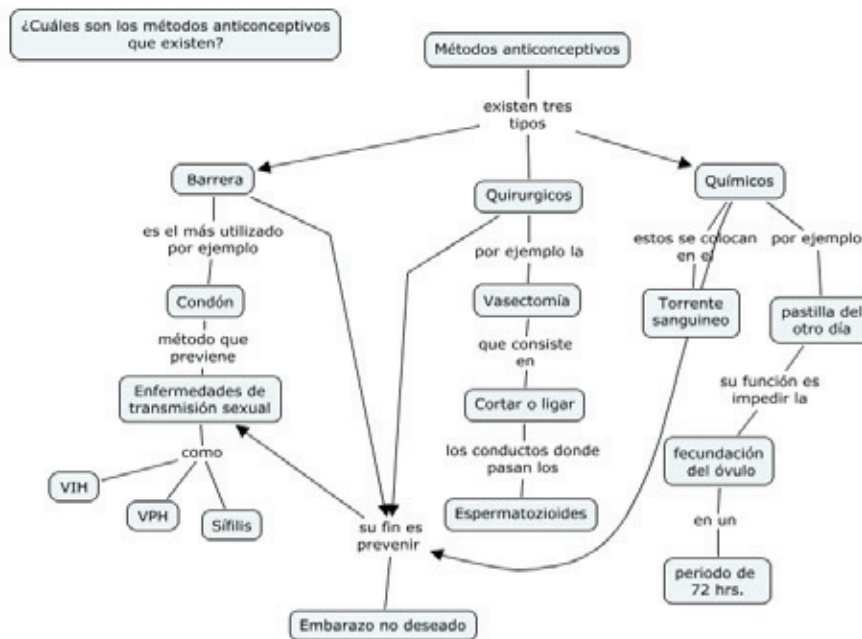 ¿Cuáles son los métodos anticonceptivos
que existen?
Métodos anticonceptivos
existen tres
tipos
Barrera
Quirurgicos
Químicos
es el más utilizado
por ejemplo
por ejemplo la
estos se colocan
en el
por ejemplo
Condón
Vasectomía
Torrente
sanguineo
pastilla del
otro día
método que
previene
que consiste
en
su función es
impedir la
Enfermedades de
transmisión sexual
Cortar o ligar
como
los conductos donde
pasan los
fecundación
del óvulo
VIH
VPH
Sífilis
su fin es
prevenir
Espermatozioides
en un
Embarazo no deseado
periodo de
72 hrs.